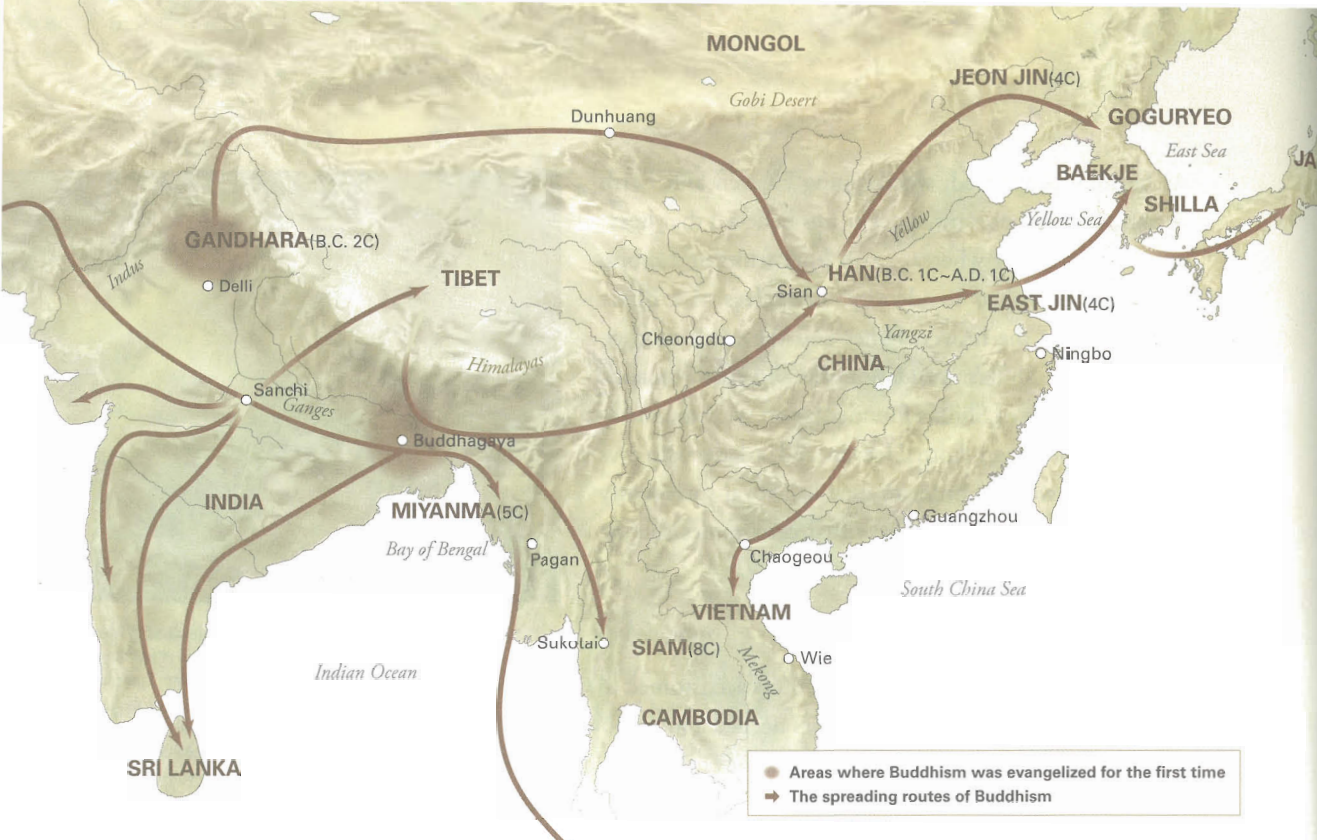 MONGOL
JEON JIN(4C)
Gobi Desert
Dunhuang
GOGURYEO
East Sea
JA
BAEKJE
SHILLA
Yellow
Yellow Sea
GANDHARA(B.C. 2C)
Indus
Delli
TIBET
HAN(B.C. 1C~A.D. 1C)
Sian
EAST JIN(4C)
Yangzi
Cheongdu
CHINA
Ningbo
Himalayas
Sanchi
Ganges
Buddhagaya
INDIA
MIYANMA(5C)
Bay of Bengal
Pagan
Guangzhou
Chaogeou
South China Sea
VIETNAM
Sukotai
SIAM(8C)
Mekong
Wie
Indian Ocean
CAMBODIA
SRI LANKA
Areas where Buddhism was evangelized for the first time
The spreading routes of Buddhism